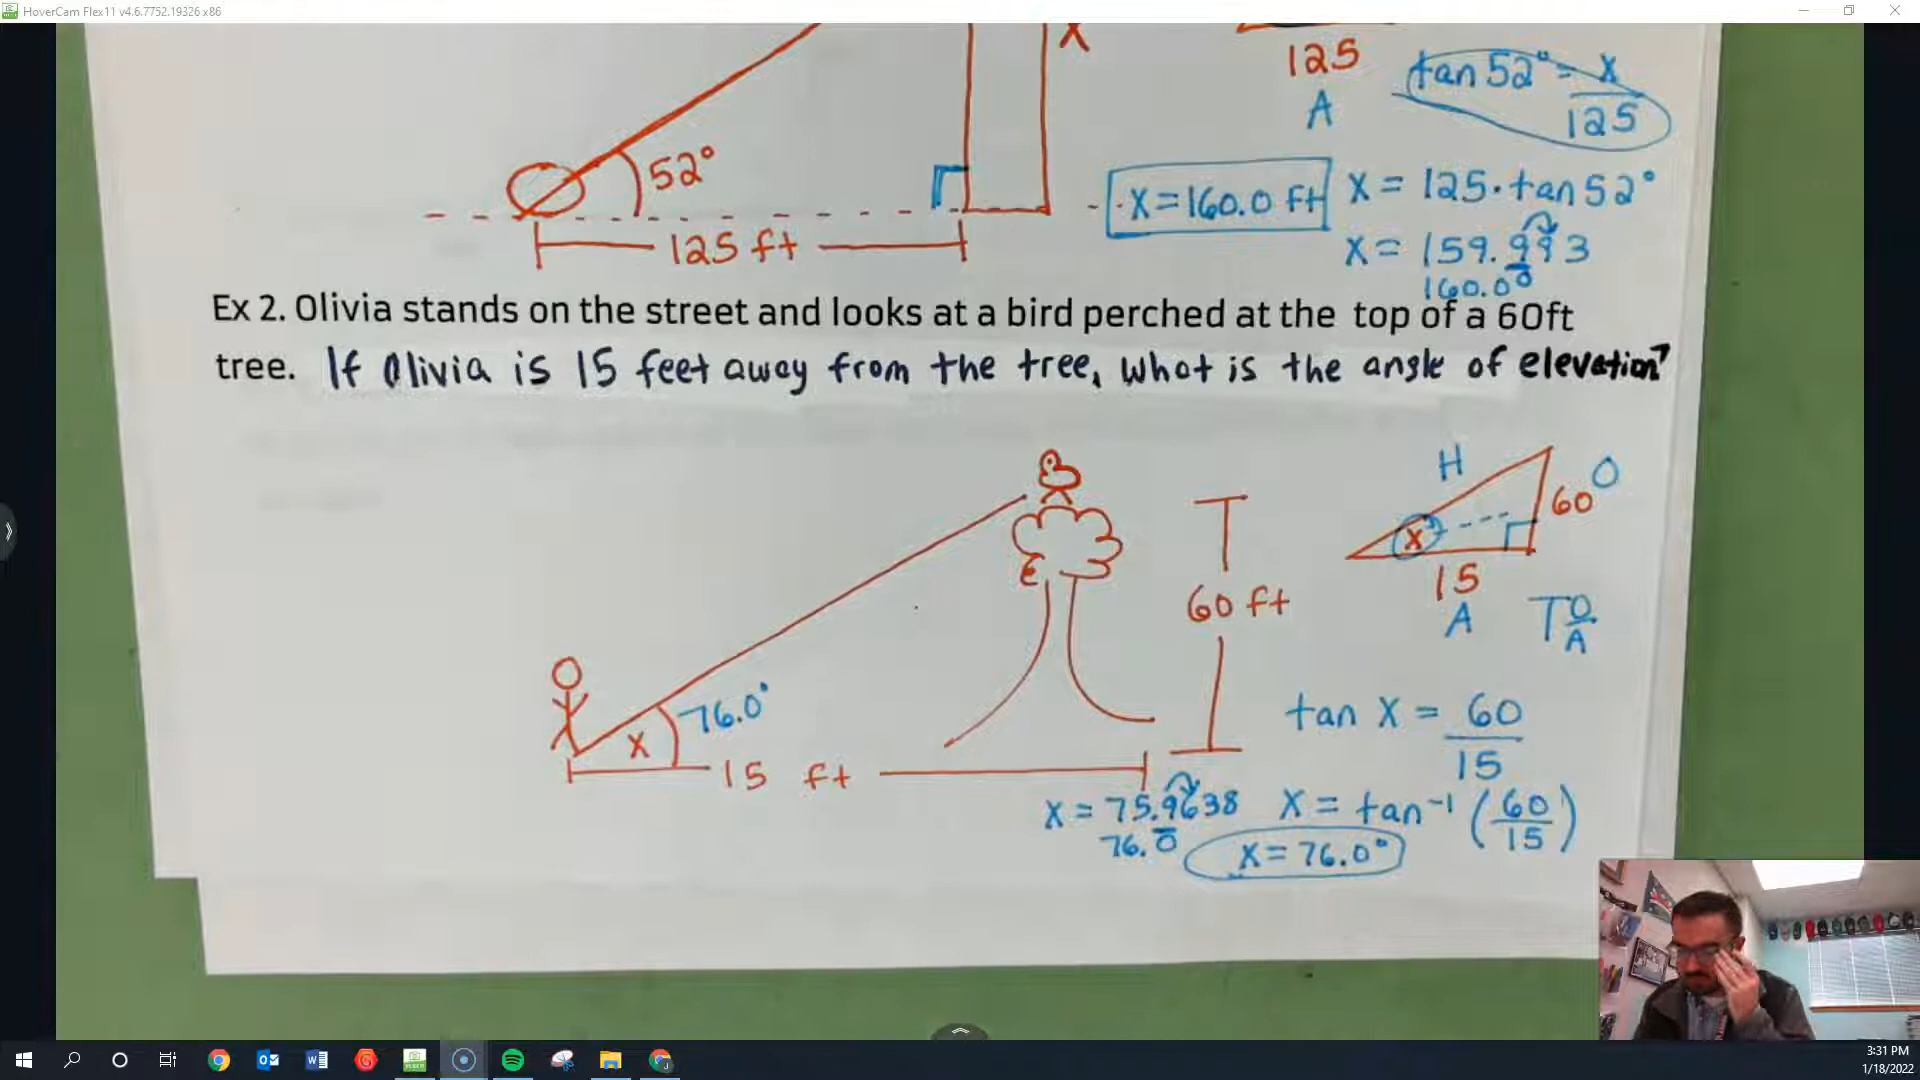 HoverCam Flex11 v4.6.7752.19326 x86
x
125
A
tan 52° = x
125
52°
125 ft
x = 160.0 ft
x = 125·tan 52°
x = 159.993
160.0
Ex 2. Olivia stands on the street and looks at a bird perched at the top of a 60ft
tree. If Olivia is 15 feet away from the tree, what is the angle of elevation?
H
60 O
x
15
A
T O
A
60 ft
76.0°
x
15 ft
tan x = 60
15
x = 75.9638
76.0
x = tan⁻¹ (60
15)
x = 76.0°
3:31 PM
1/18/2022